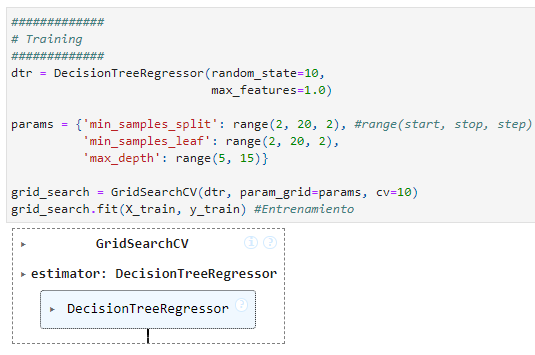 #############
# Training
#############
dtr = DecisionTreeRegressor(random_state=10,
                            max_features=1.0)
params = {'min_samples_split': range(2, 20, 2), #range(start, stop, step)
          'min_samples_leaf': range(2, 20, 2),
          'max_depth': range(5, 15)}
grid_search = GridSearchCV(dtr, param_grid=params, cv=10)
grid_search.fit(X_train, y_train) #Entrenamiento
▸ GridSearchCV i ?
▸ estimator: DecisionTreeRegressor
▸ DecisionTreeRegressor ?